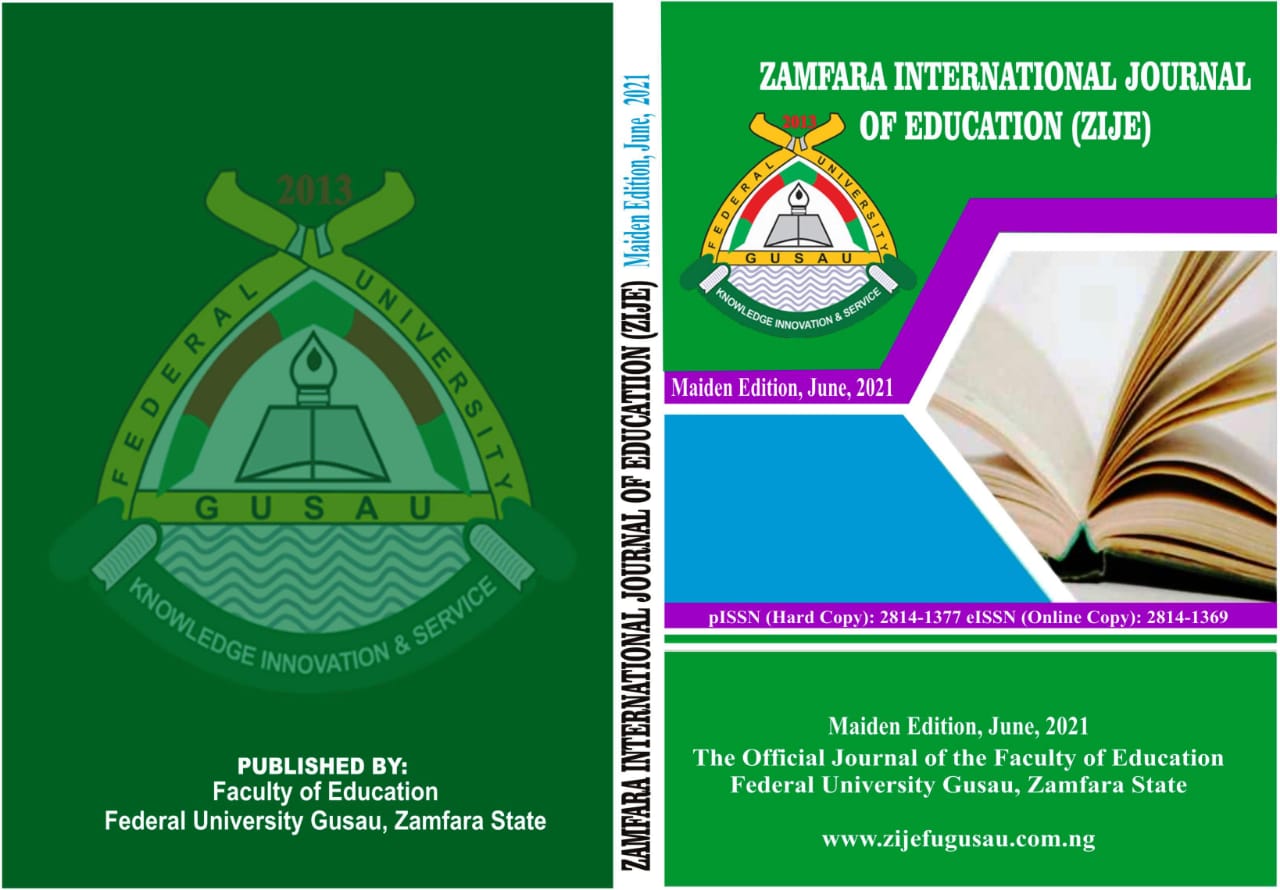 2013
FEDERAL UNIVERSITY
GUSAU
KNOWLEDGE INNOVATION & SERVICE
PUBLISHED BY:
Faculty of Education
Federal University Gusau, Zamfara State
ZAMFARA INTERNATIONAL JOURNAL OF EDUCATION (ZIJE) Maiden Edition, June, 2021
ZAMFARA INTERNATIONAL JOURNAL
OF EDUCATION (ZIJE)
2013
FEDERAL UNIVERSITY
GUSAU
KNOWLEDGE INNOVATION & SERVICE
Maiden Edition, June, 2021
pISSN (Hard Copy): 2814-1377 eISSN (Online Copy): 2814-1369
Maiden Edition, June, 2021
The Official Journal of the Faculty of Education
Federal University Gusau, Zamfara State
www.zijefugusau.com.ng